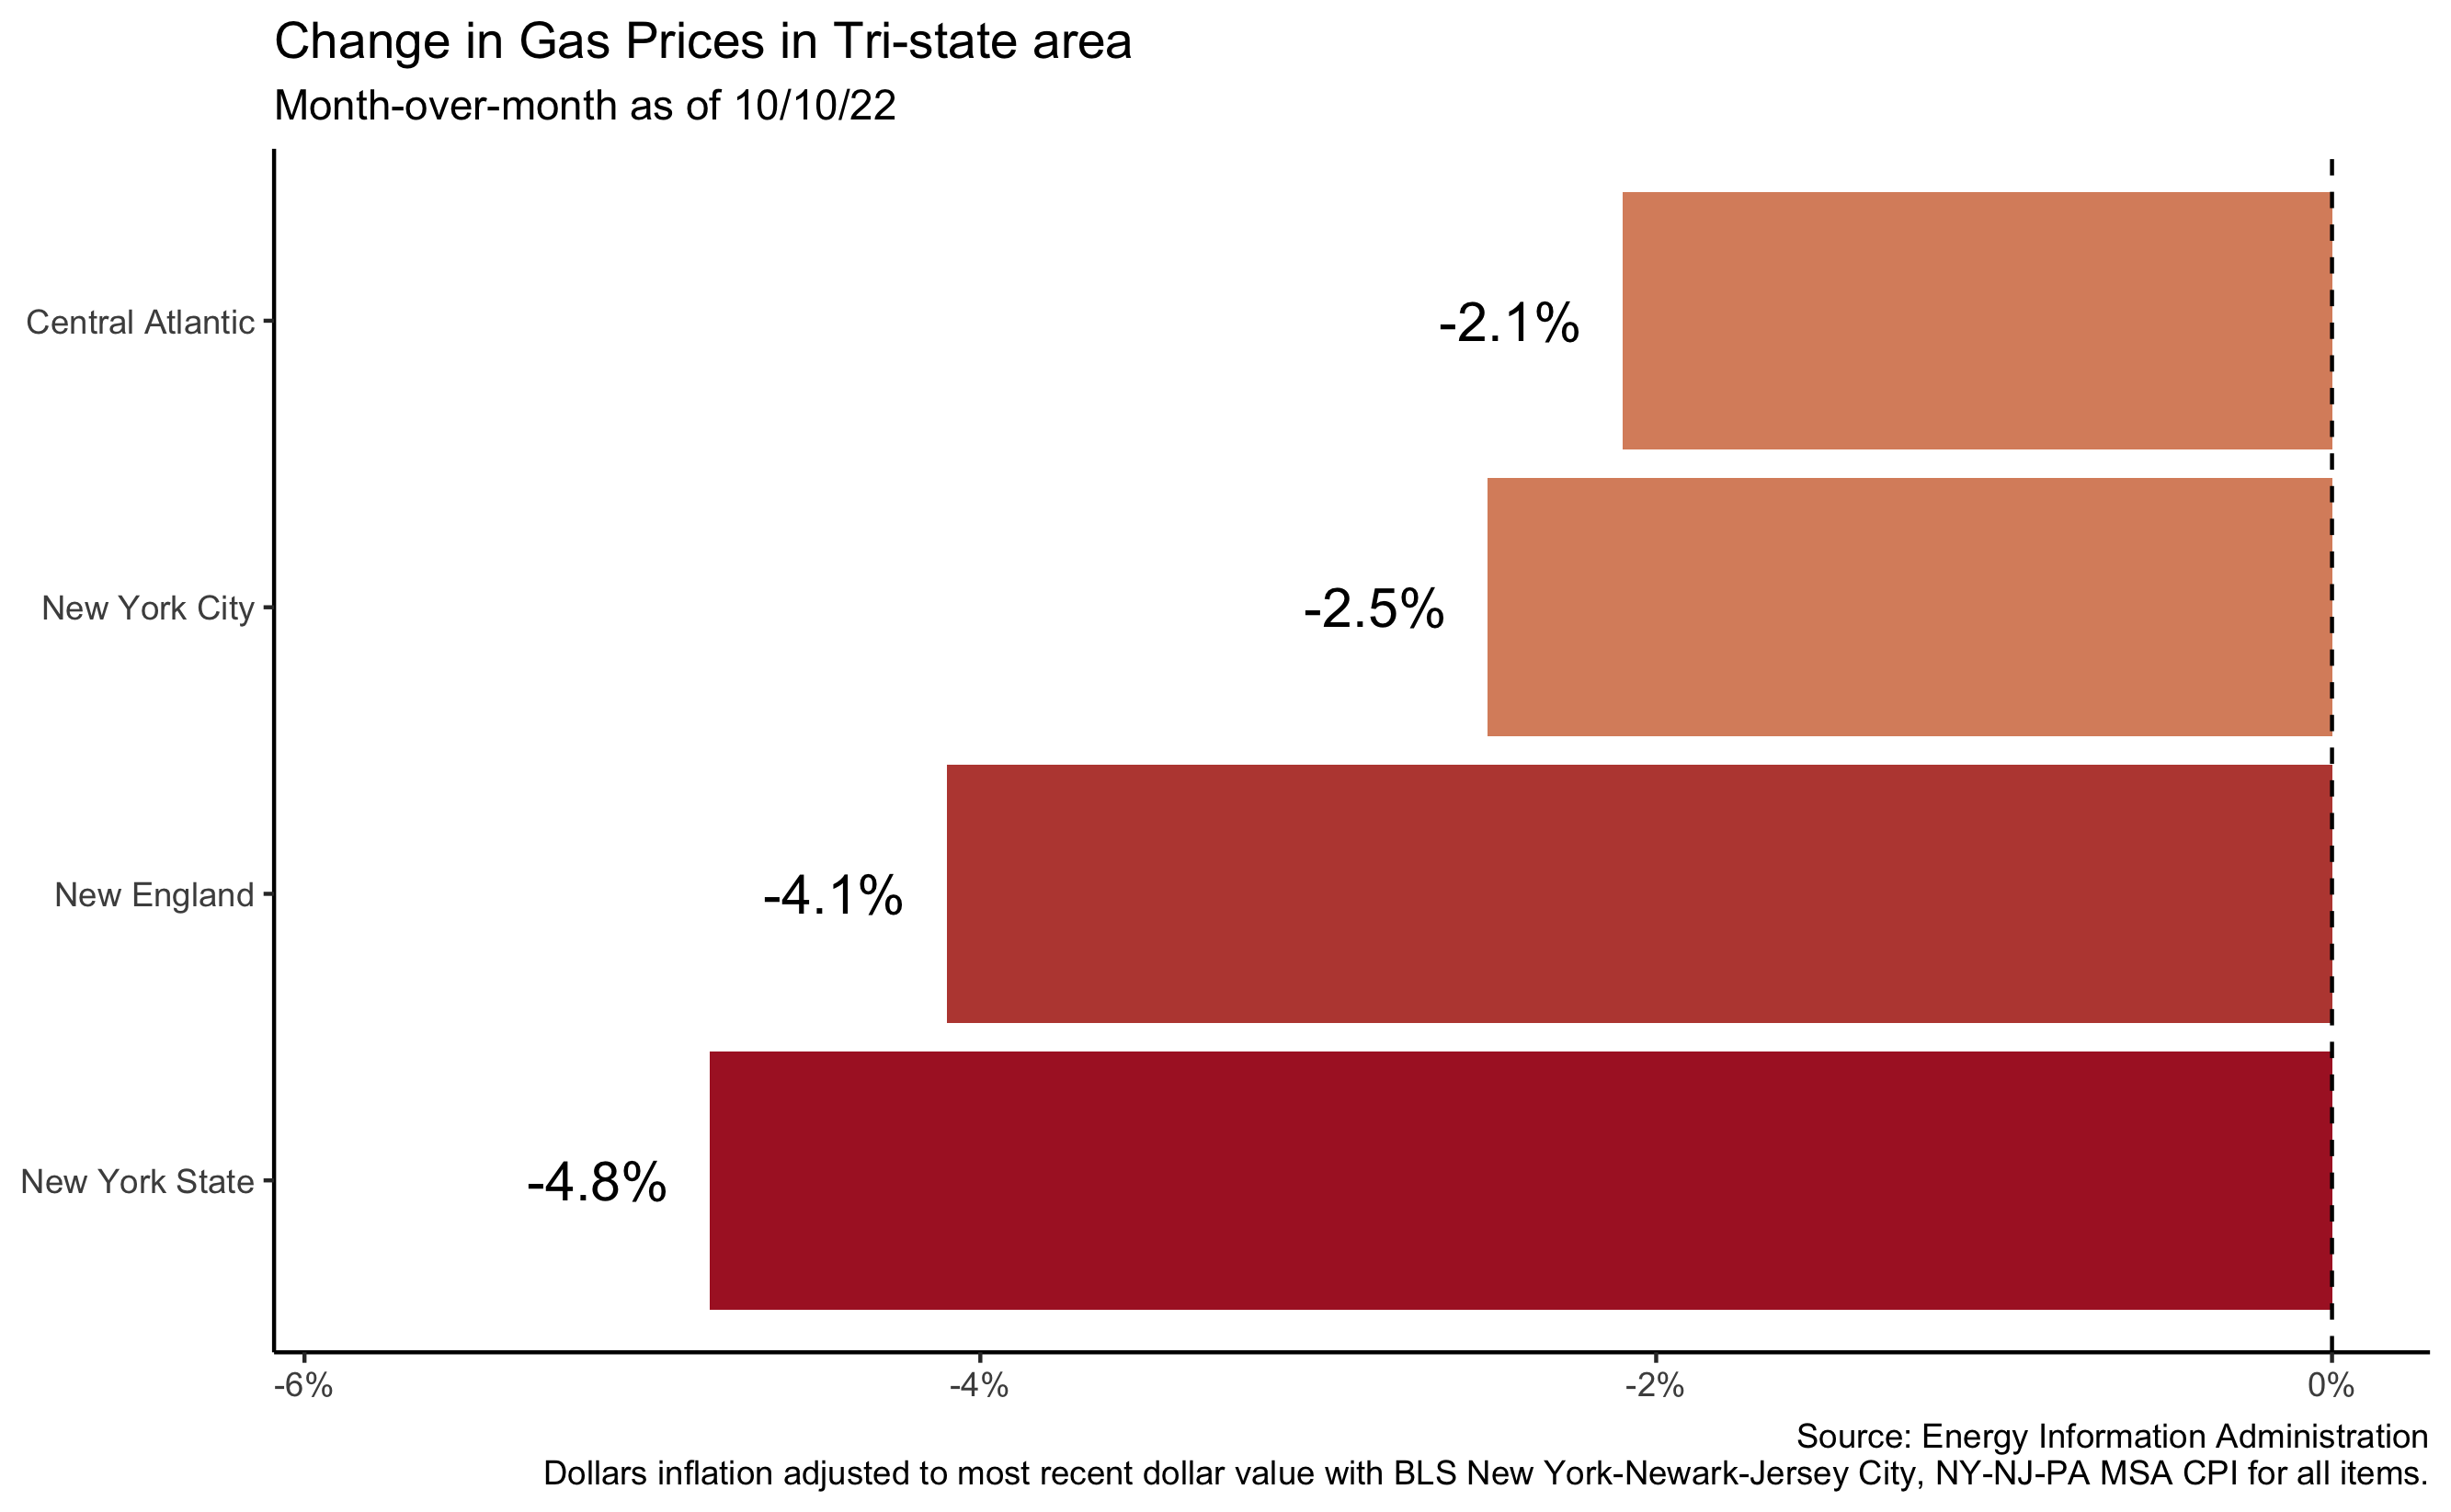 Change in Gas Prices in Tri-state area
Month-over-month as of 10/10/22
Central Atlantic
-2.1%
New York City
-2.5%
New England
-4.1%
New York State
-4.8%
-6%
-4%
-2%
0%
Source: Energy Information Administration
Dollars inflation adjusted to most recent dollar value with BLS New York-Newark-Jersey City, NY-NJ-PA MSA CPI for all items.